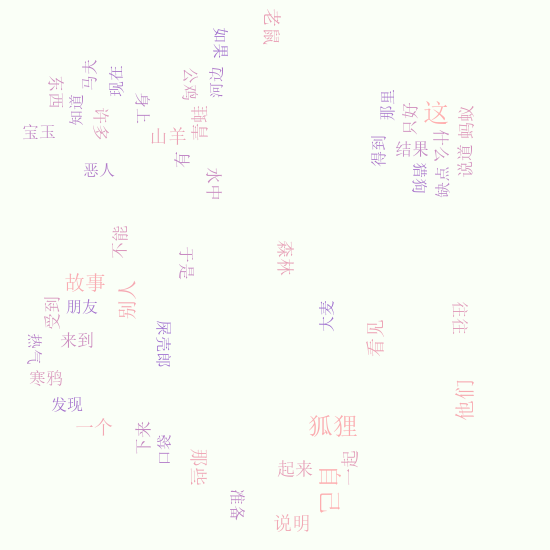 老鼠
如果
河边
公鸡
马夫
现在
东西
知道
身上
许多
青蛙
山羊
宝玉
有
恶人
水中
那里
只好
这
蚂蚁
什么
得到
结果
说道
猎狗
缺点
不能
于是
森林
故事
别人
朋友
受到
大麦
往往
看见
来到
热气
屎壳郎
寒鸦
他们
发现
一个
狐狸
下来
口袋
那些
起来
一起
自己
准备
说明